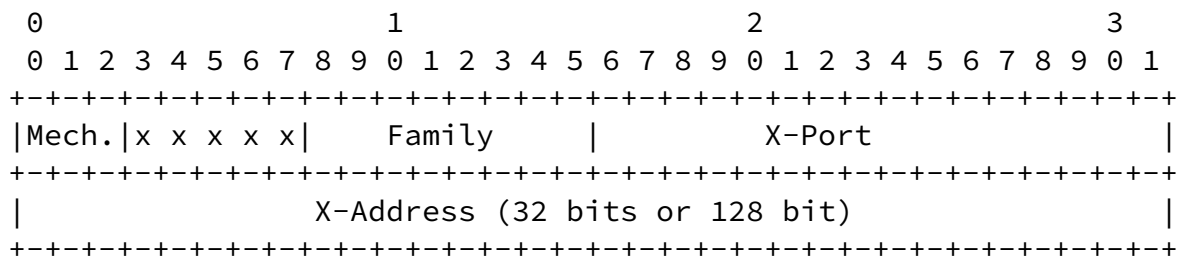 0                   1                   2                   3
 0 1 2 3 4 5 6 7 8 9 0 1 2 3 4 5 6 7 8 9 0 1 2 3 4 5 6 7 8 9 0 1
+-+-+-+-+-+-+-+-+-+-+-+-+-+-+-+-+-+-+-+-+-+-+-+-+-+-+-+-+-+-+-+-+
|Mech.|x x x x x|    Family     |         X-Port                |
+-+-+-+-+-+-+-+-+-+-+-+-+-+-+-+-+-+-+-+-+-+-+-+-+-+-+-+-+-+-+-+-+
|                X-Address (32 bits or 128 bit)                 |
+-+-+-+-+-+-+-+-+-+-+-+-+-+-+-+-+-+-+-+-+-+-+-+-+-+-+-+-+-+-+-+-+